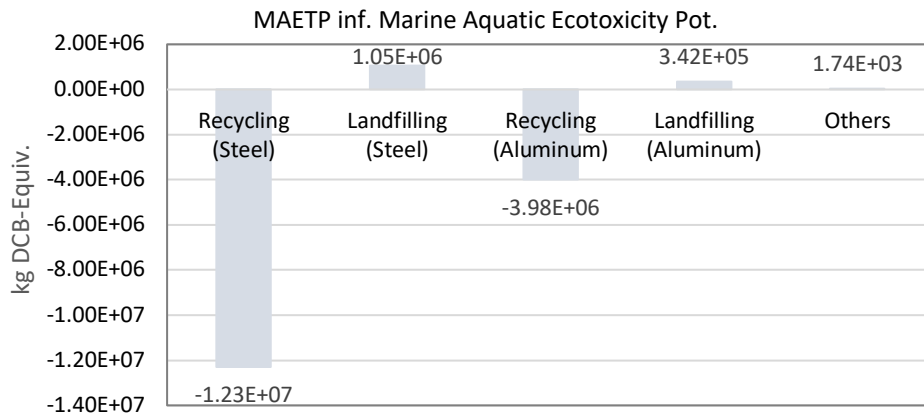 MAETP inf. Marine Aquatic Ecotoxicity Pot.
kg DCB-Equiv.
2.00E+06
0.00E+00
-2.00E+06
-4.00E+06
-6.00E+06
-8.00E+06
-1.00E+07
-1.20E+07
-1.40E+07
1.05E+06
3.42E+05
1.74E+03
Recycling
(Steel)
Landfilling
(Steel)
Recycling
(Aluminum)
Landfilling
(Aluminum)
Others
-3.98E+06
-1.23E+07